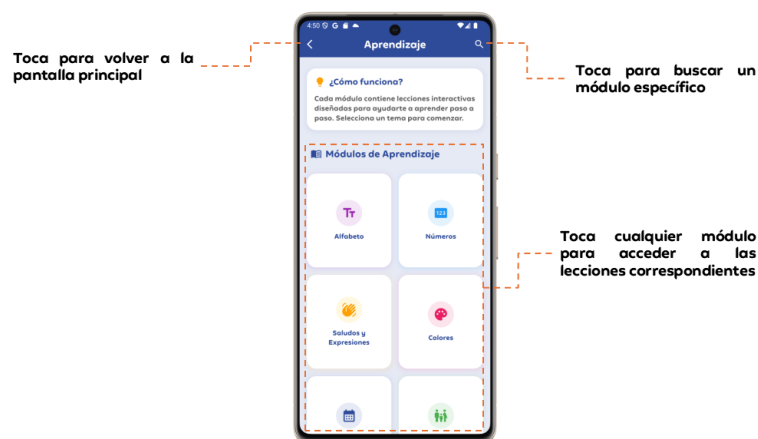 4:50 G
Aprendizaje
Toca para volver a la
pantalla principal
Toca para buscar un
módulo específico
¿Cómo funciona?
Cada módulo contiene lecciones interactivas
diseñadas para ayudarte a aprender paso a
paso. Selecciona un tema para comenzar.
Módulos de Aprendizaje
Tт
Alfabeto
123
Números
Toca cualquier módulo
para acceder a las
lecciones correspondientes
Saludos y
Expresiones
Colores